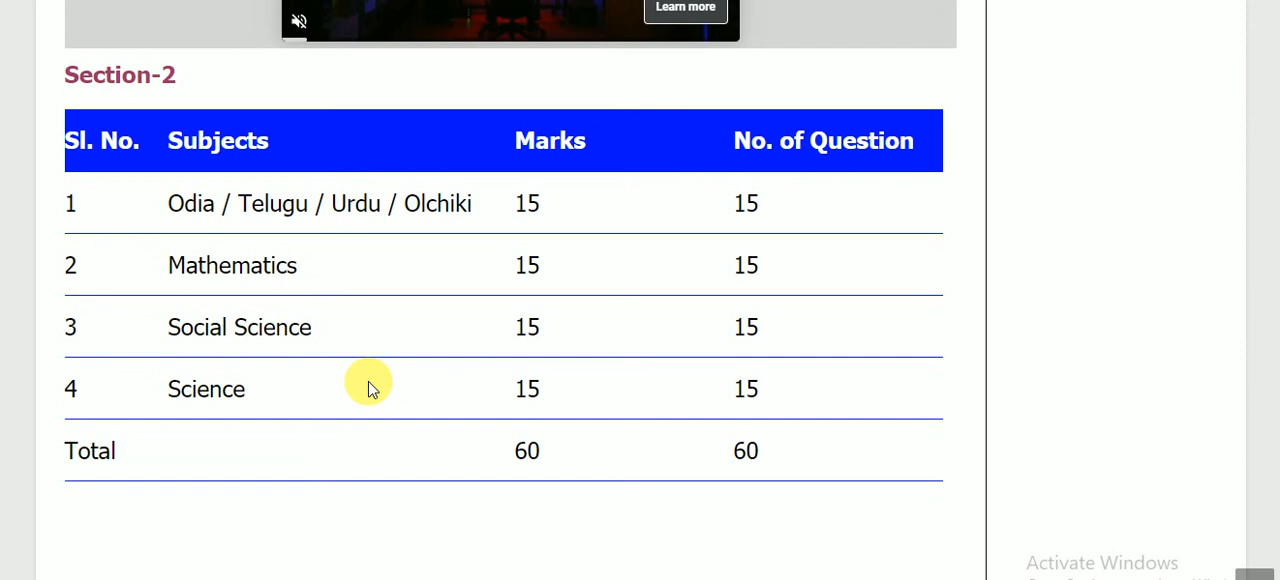 Learn more
Section-2
Sl. No. Subjects Marks No. of Question
1 Odia / Telugu / Urdu / Olchiki 15 15
2 Mathematics 15 15
3 Social Science 15 15
4 Science 15 15
Total 60 60
Activate Windows